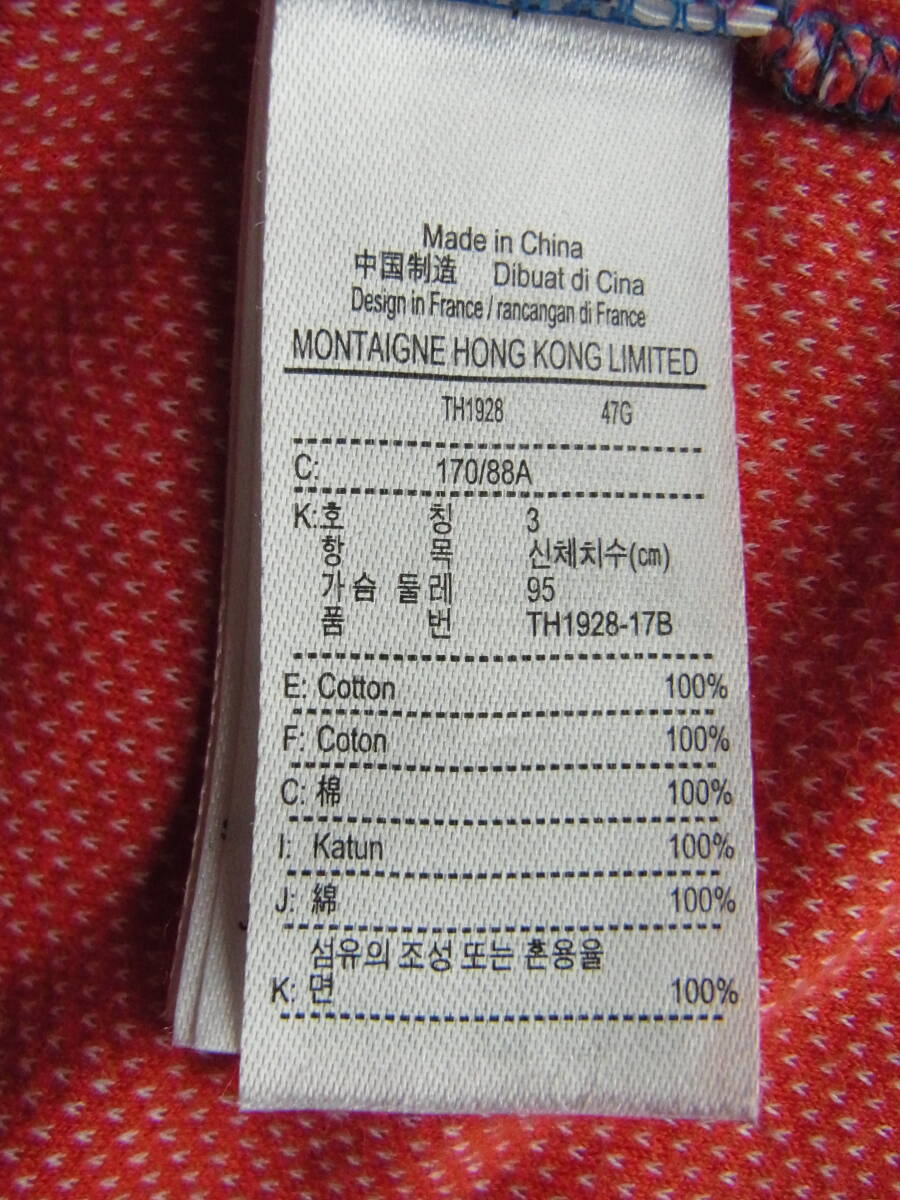 Made in China
中国制造 Dibuat di Cina
Design in France / rancangan di France
MONTAIGNE HONG KONG LIMITED
TH1928 47G
C: 170/88A
K:호 칭 3
항 목 신체치수(cm)
가슴 둘레 95
품 번 TH1928-17B
E: Cotton 100%
F: Coton 100%
C: 棉 100%
I: Katun 100%
J: 綿 100%
섬유의 조성 또는 혼용율
K: 면 100%